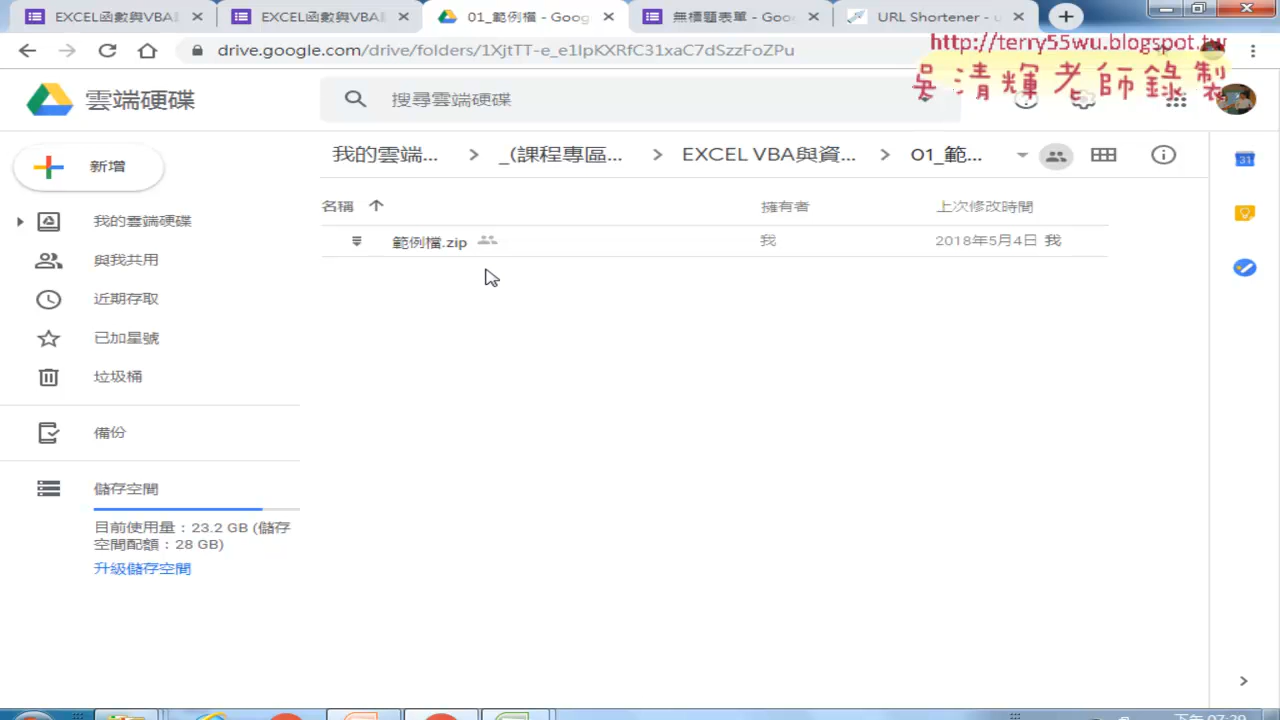 EXCEL函數與VBA
EXCEL函數與VBA
01_範例檔 - Goog
無標題表單 - Goo
URL Shortener - u
drive.google.com/drive/folders/1XjtTT-e_e1lpKXRfC31xaC7dSzzFoZPu
http://terry55wu.blogspot.tw
吳清輝老師錄製
雲端硬碟
搜尋雲端硬碟
新增
我的雲端... > _(課程專區... > EXCEL VBA與資... > 01_範...
名稱
擁有者
上次修改時間
範例檔.zip
我
2018年5月4日 我
我的雲端硬碟
與我共用
近期存取
已加星號
垃圾桶
備份
儲存空間
目前使用量：23.2 GB (儲存
空間配額：28 GB)
升級儲存空間
31
下午 07:20